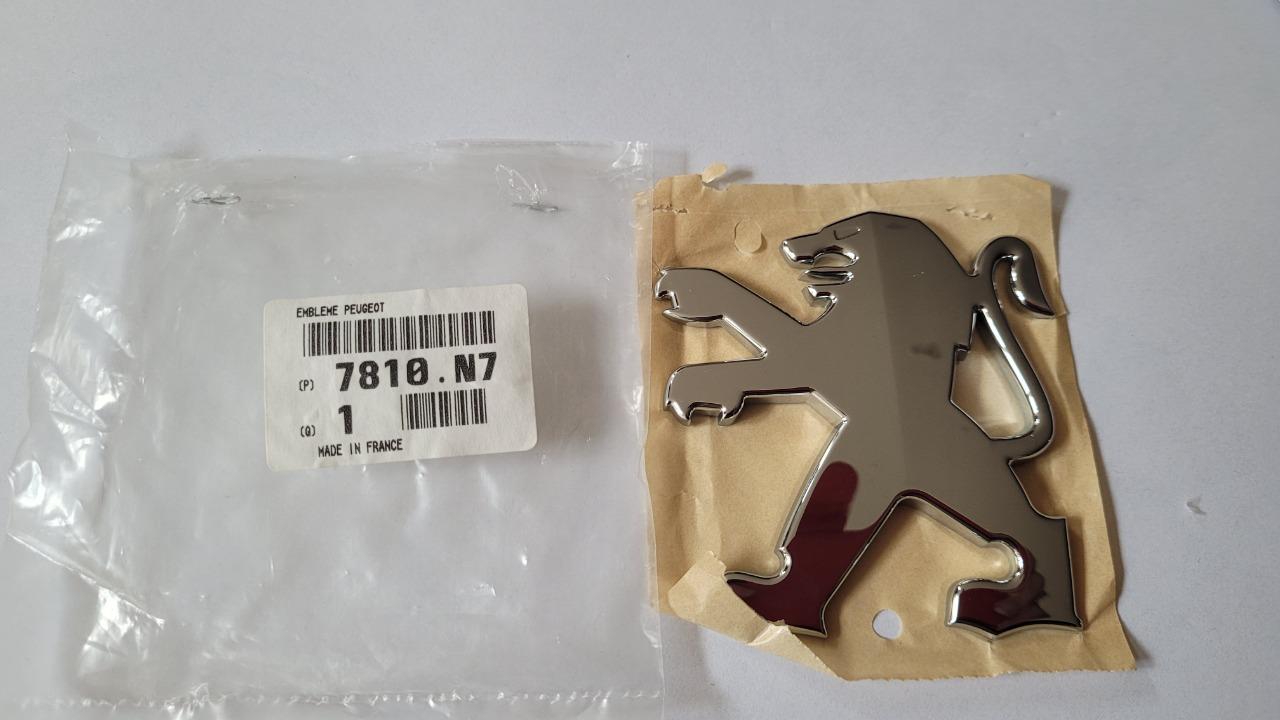 EMBLEME PEUGEOT
(P) 7810.N7
(Q) 1
MADE IN FRANCE